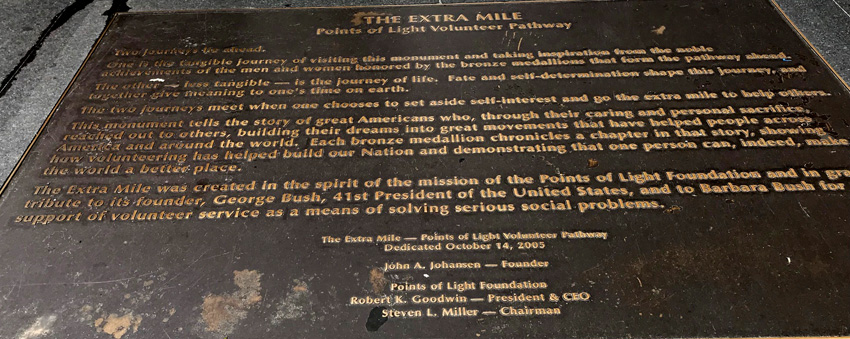 THE EXTRA MILE
Points of Light Volunteer Pathway
Two journeys lie ahead.
One is the tangible journey of visiting this monument and taking inspiration from the noble
achievements of the men and women honored by the bronze medallions that form the pathway ahead.
The other — less tangible — is the journey of life. Fate and self-determination shape this journey, and
together give meaning to one's time on earth.
The two journeys meet when one chooses to set aside self-interest and go the extra mile to help others.
This monument tells the story of great Americans who, through their caring and personal sacrifice,
reached out to others, building their dreams into great movements that have helped people across
America and around the world. Each bronze medallion chronicles a chapter in that story, showing
how volunteering has helped build our Nation and demonstrating that one person can, indeed, make
the world a better place.
The Extra Mile was created in the spirit of the mission of the Points of Light Foundation and in
tribute to its founder, George Bush, 41st President of the United States, and to Barbara Bush for
support of volunteer service as a means of solving serious social problems.
The Extra Mile — Points of Light Volunteer Pathway
Dedicated October 14, 2005
John A. Johansen — Founder
Points of Light Foundation
Robert K. Goodwin — President & CEO
Steven L. Miller — Chairman